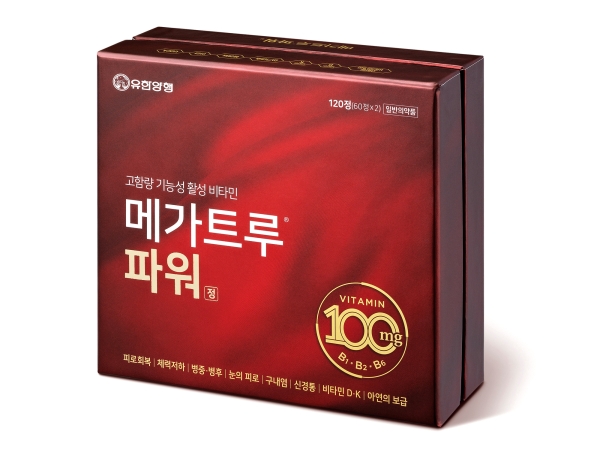 유한양행
120정(60정×2) 일반의약품
고함량 기능성 활성 비타민
메가트루®
파워 정
VITAMIN
100mg
B1·B2·B6
피로회복 | 체력저하 | 병중·병후 | 눈의 피로 | 구내염 | 신경통 | 비타민 D·K | 아연의 보급